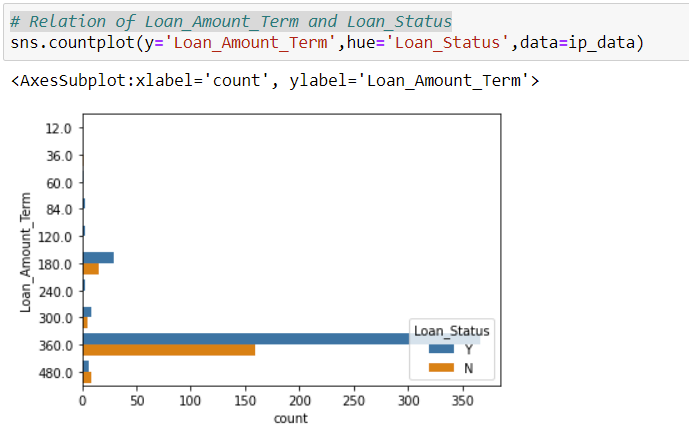 # Relation of Loan_Amount_Term and Loan_Status
sns.countplot(y='Loan_Amount_Term',hue='Loan_Status',data=ip_data)
<AxesSubplot:xlabel='count', ylabel='Loan_Amount_Term'>
Loan_Amount_Term
12.0
36.0
60.0
84.0
120.0
180.0
240.0
300.0
360.0
480.0
Loan_Status
Y
N
0 50 100 150 200 250 300 350
count